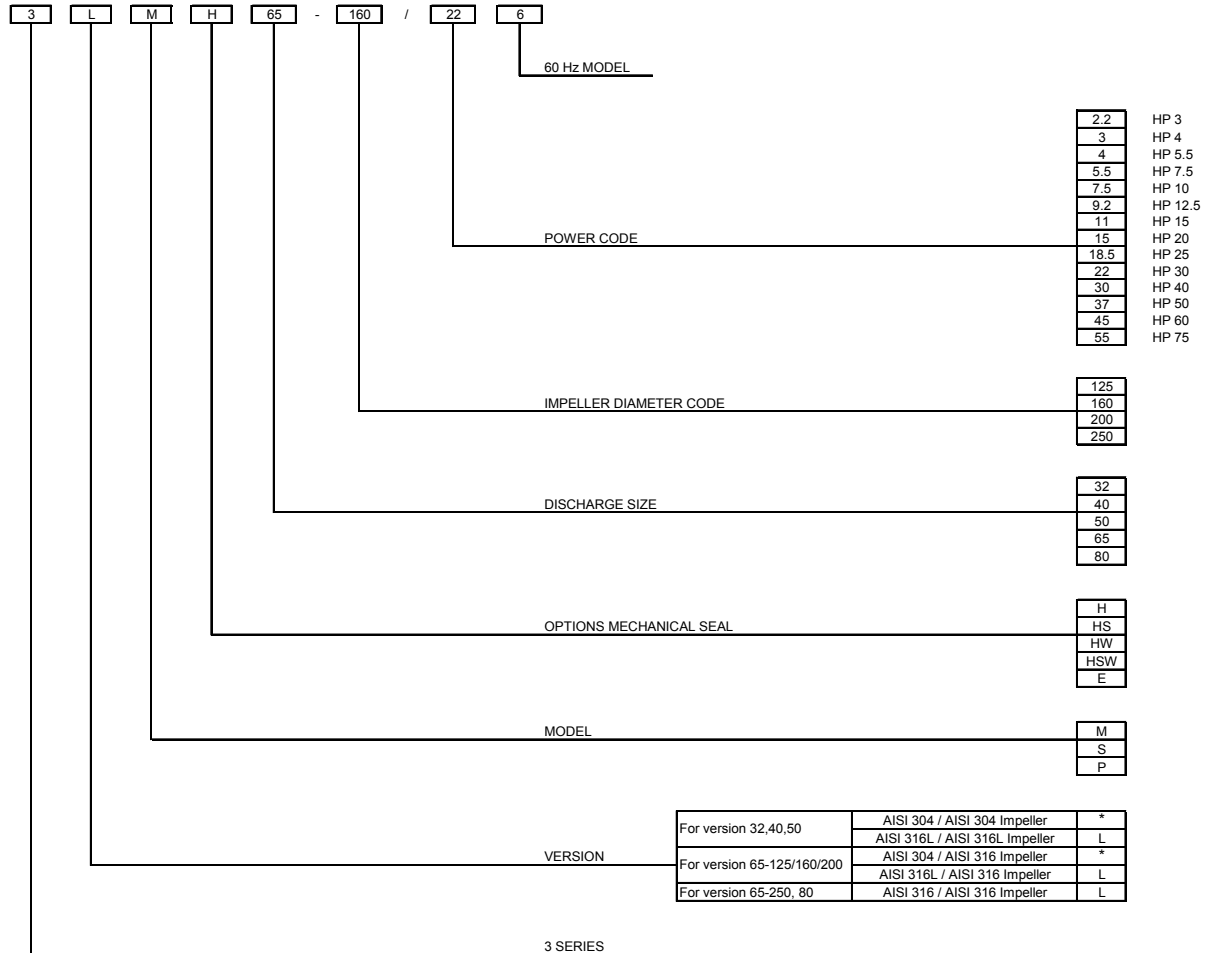 3 L M H 65 - 160 / 22 6
60 Hz MODEL
2.2 HP 3
3 HP 4
4 HP 5.5
5.5 HP 7.5
7.5 HP 10
9.2 HP 12.5
11 HP 15
POWER CODE 15 HP 20
18.5 HP 25
22 HP 30
30 HP 40
37 HP 50
45 HP 60
55 HP 75
125
IMPELLER DIAMETER CODE 160
200
250
32
DISCHARGE SIZE 40
50
65
80
H
OPTIONS MECHANICAL SEAL HS
HW
HSW
E
MODEL M
S
P
For version 32,40,50 AISI 304 / AISI 304 Impeller *
AISI 316L / AISI 316L Impeller L
VERSION For version 65-125/160/200 AISI 304 / AISI 316 Impeller *
AISI 316L / AISI 316 Impeller L
For version 65-250, 80 AISI 316 / AISI 316 Impeller L
3 SERIES